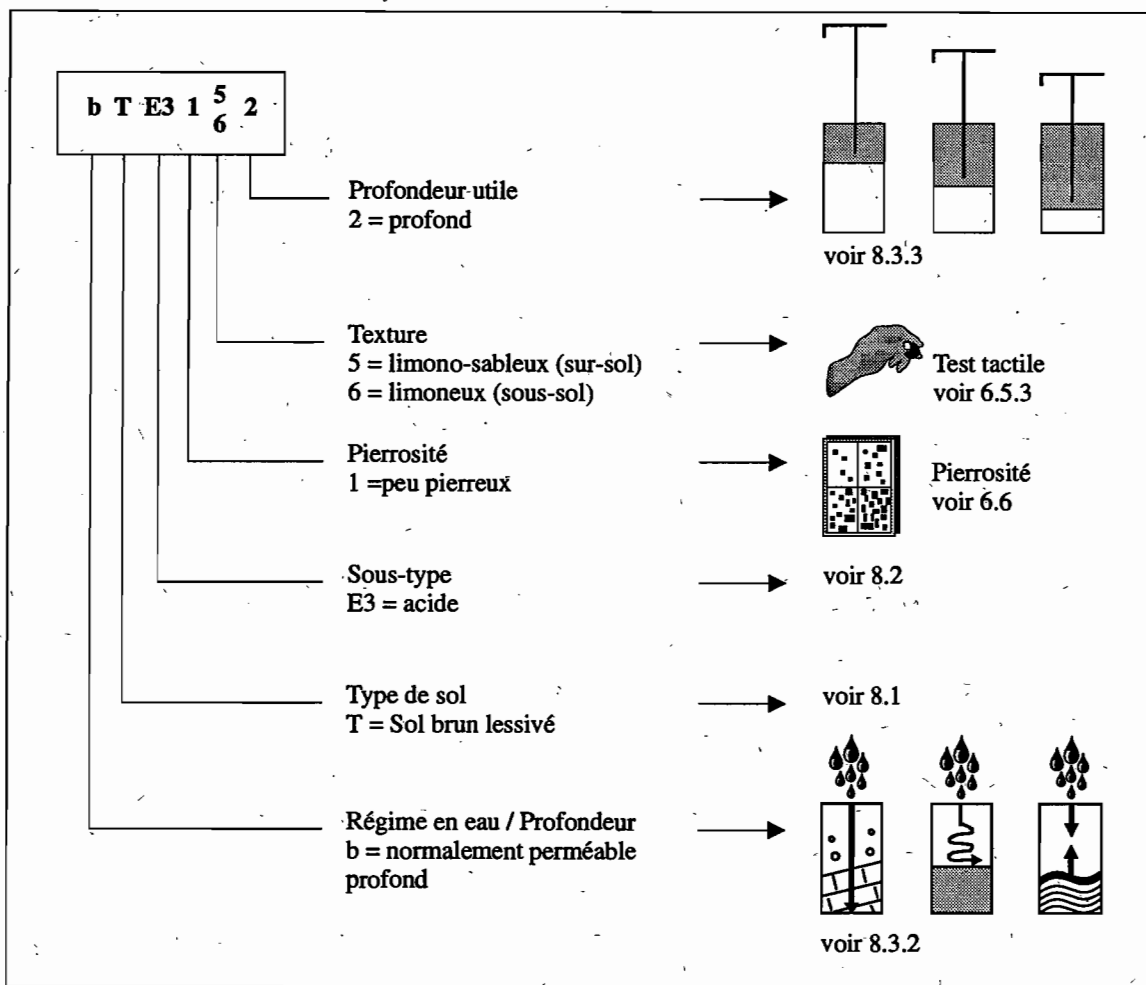 b T E3 1 5 2
6
Profondeur utile
2 = profond
voir 8.3.3
Texture
5 = limono-sableux (sur-sol)
6 = limoneux (sous-sol)
Test tactile
voir 6.5.3
Pierrosité
1 =peu pierreux
Pierrosité
voir 6.6
Sous-type
E3 = acide
voir 8.2
Type de sol
T = Sol brun lessivé
voir 8.1
Régime en eau / Profondeur
b = normalement perméable
profond
voir 8.3.2